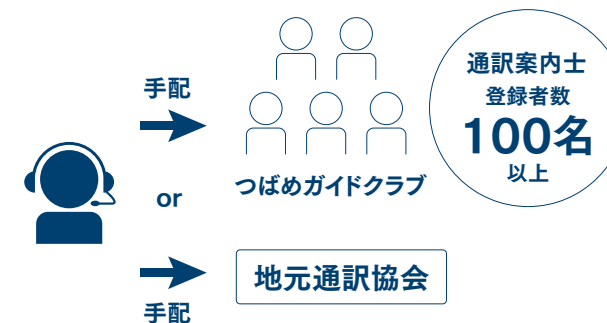 手配
or
手配
つばめガイドクラブ
地元通訳協会
通訳案内士
登録者数
100名
以上